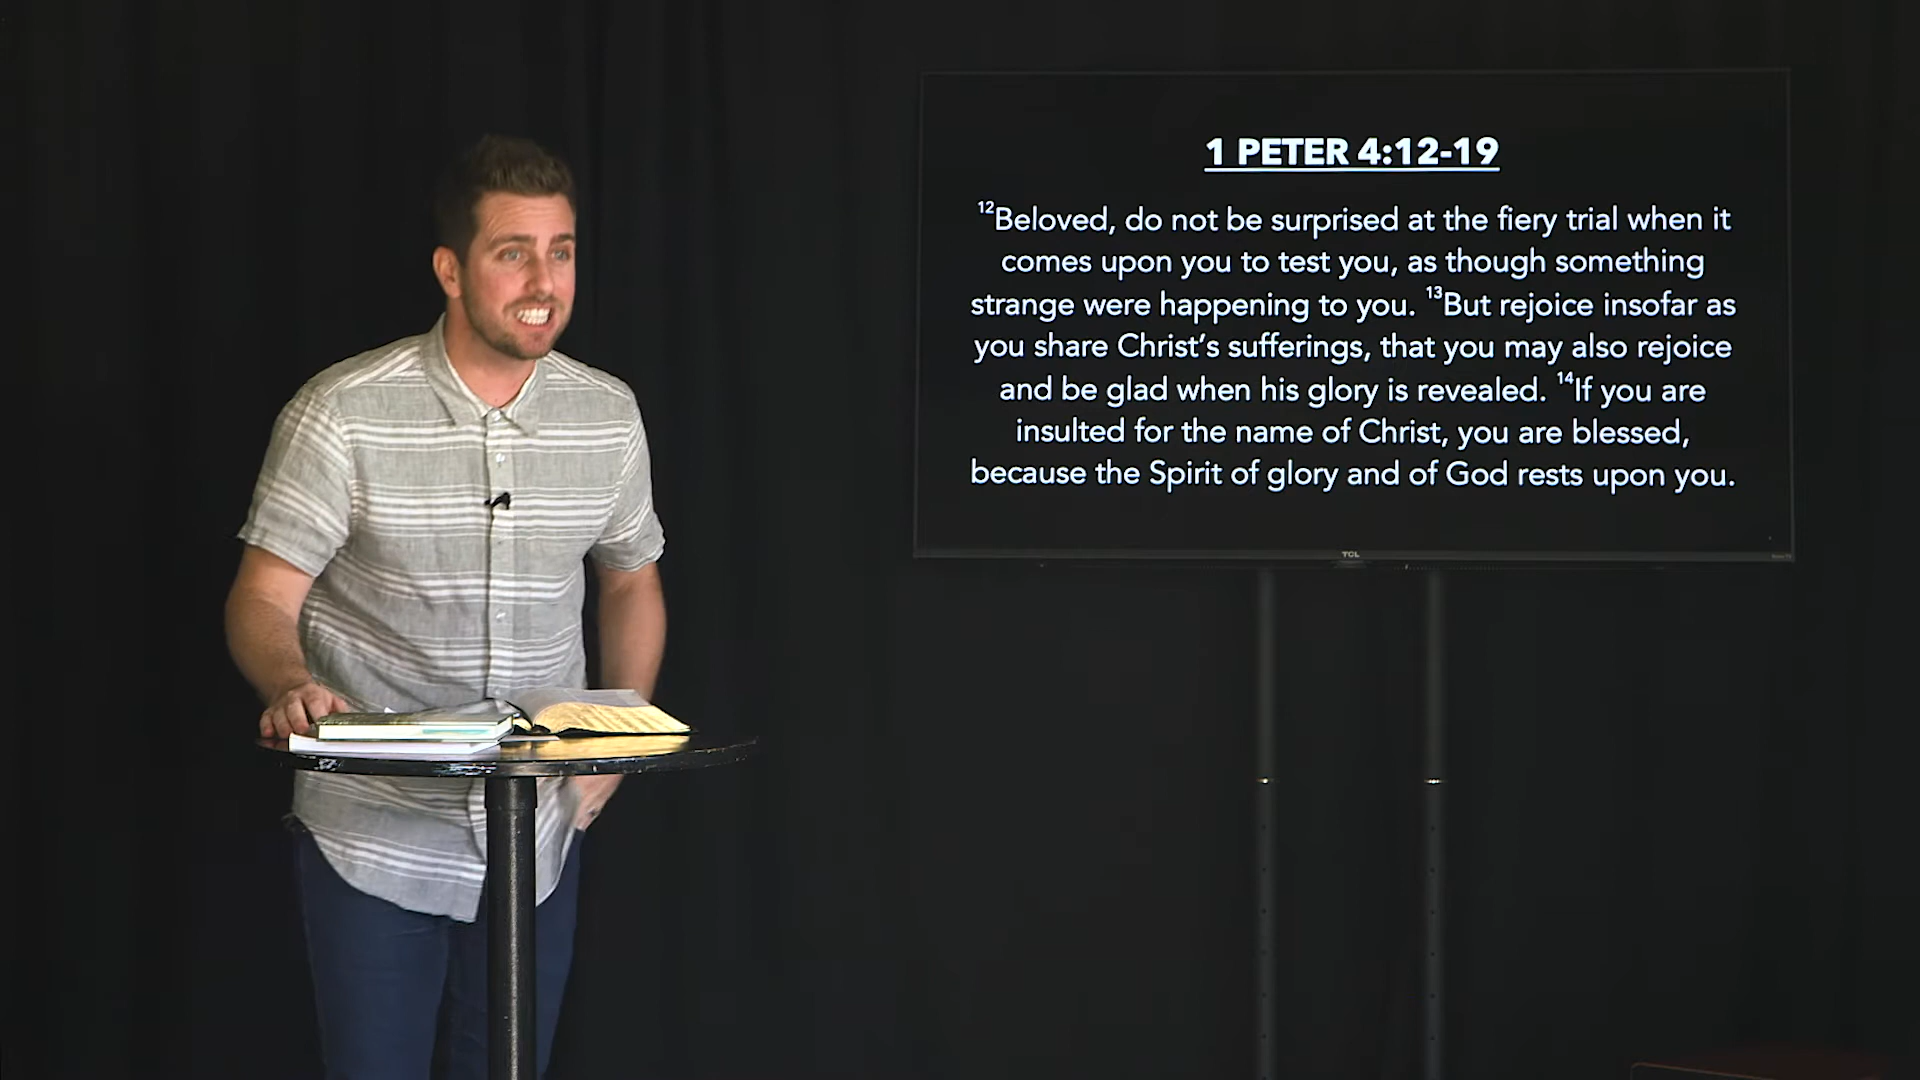 1 PETER 4:12-19
12Beloved, do not be surprised at the fiery trial when it
comes upon you to test you, as though something
strange were happening to you. 13But rejoice insofar as
you share Christ's sufferings, that you may also rejoice
and be glad when his glory is revealed. 14If you are
insulted for the name of Christ, you are blessed,
because the Spirit of glory and of God rests upon you.
TCL